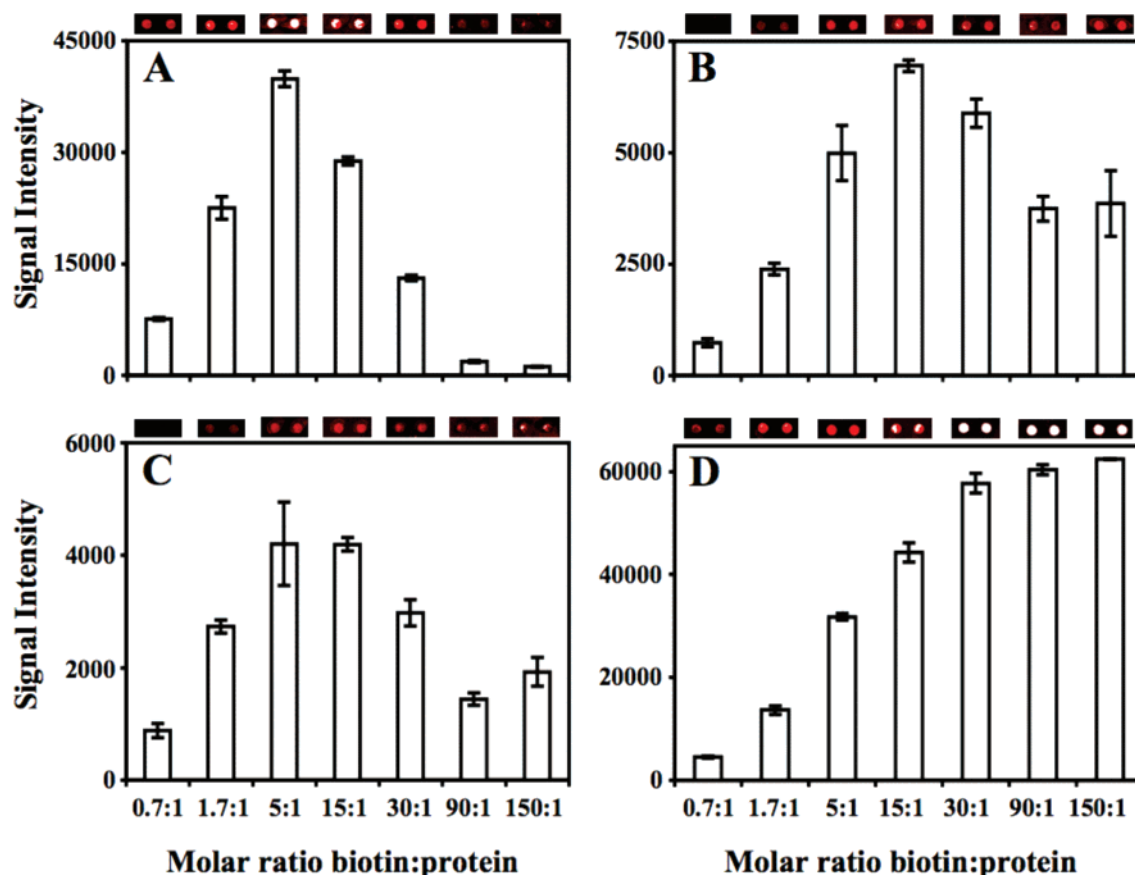 A
B
Signal Intensity
45000
30000
15000
0
7500
5000
2500
0
C
D
Signal Intensity
6000
4000
2000
0
60000
40000
20000
0
0.7:1 1.7:1 5:1 15:1 30:1 90:1 150:1
0.7:1 1.7:1 5:1 15:1 30:1 90:1 150:1
Molar ratio biotin:protein
Molar ratio biotin:protein